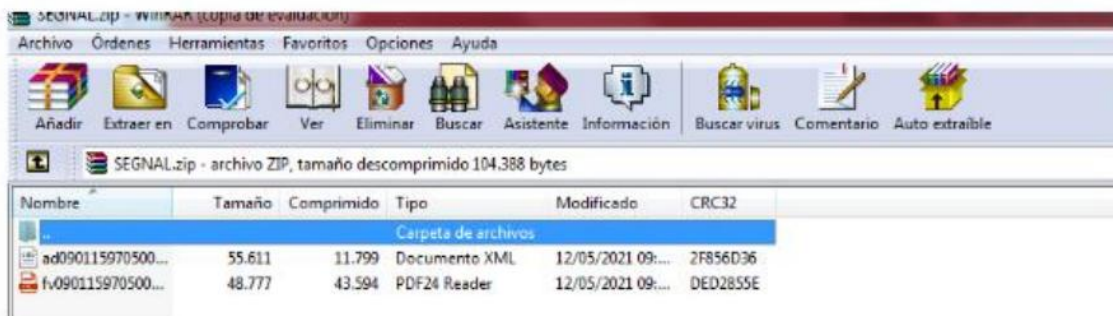 SEGNAL.zip - WinRAR (copia de evaluación)
Archivo Órdenes Herramientas Favoritos Opciones Ayuda
Añadir Extraer en Comprobar Ver Eliminar Buscar Asistente Información Buscar virus Comentario Auto extraíble
SEGNAL.zip - archivo ZIP, tamaño descomprimido 104.388 bytes
Nombre Tamaño Comprimido Tipo Modificado CRC32
.. Carpeta de archivos
ad090115970500... 55.611 11.799 Documento XML 12/05/2021 09:... 2F856D36
fv090115970500... 48.777 43.594 PDF24 Reader 12/05/2021 09:... DED2855E